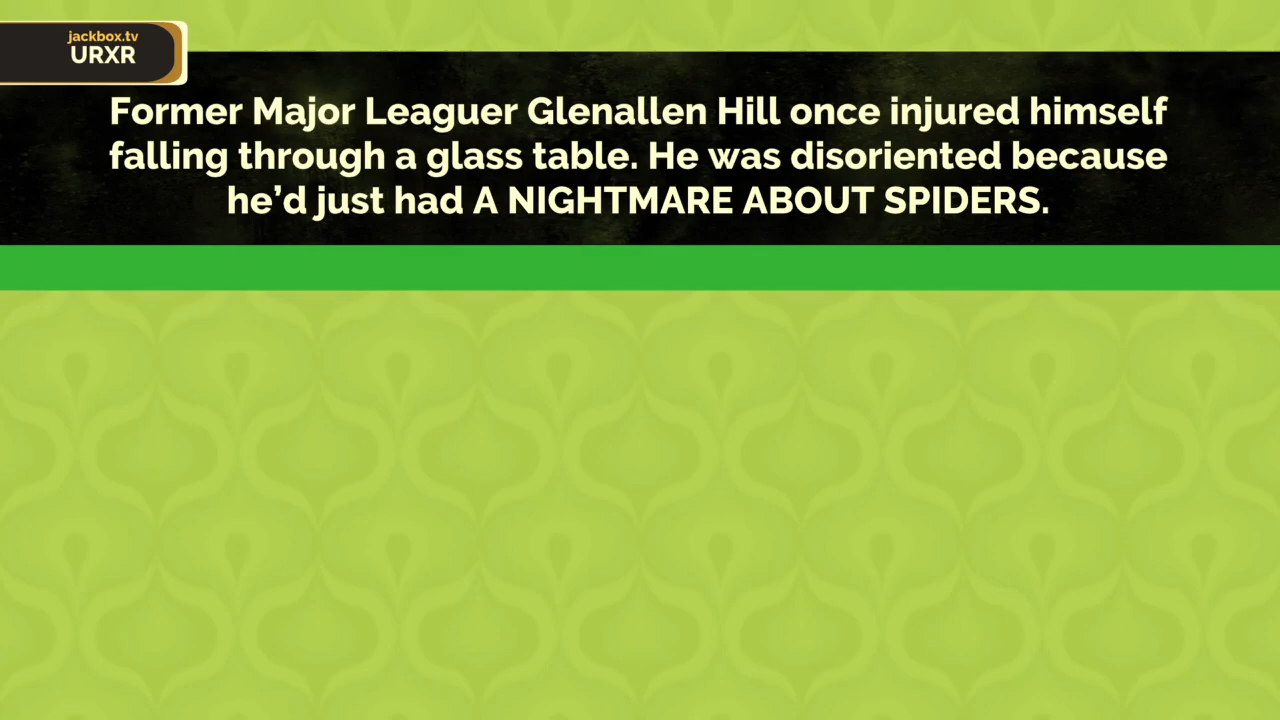 jackbox.tv
URXR
Former Major Leaguer Glenallen Hill once injured himself
falling through a glass table. He was disoriented because
he’d just had A NIGHTMARE ABOUT SPIDERS.